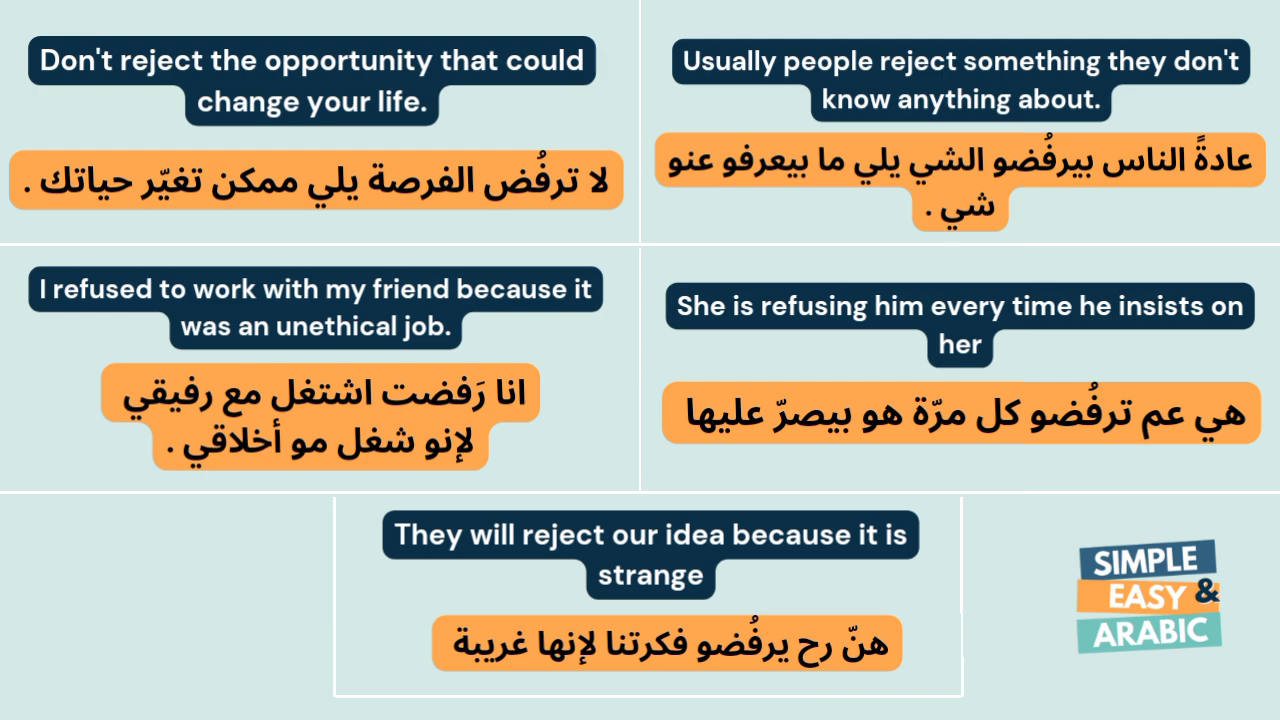 Don't reject the opportunity that could
change your life.
لا ترفُض الفرصة يلي ممكن تغيّر حياتك .
Usually people reject something they don't
know anything about.
عادةً الناس بيرفُضو الشي يلي ما بيعرفو عنو
شي .
I refused to work with my friend because it
was an unethical job.
انا رَفضت اشتغل مع رفيقي
لإنو شغل مو أخلاقي .
She is refusing him every time he insists on
her
هي عم ترفُضو كل مرّة هو بيصرّ عليها
They will reject our idea because it is
strange
هنّ رح يرفُضو فكرتنا لإنها غريبة
SIMPLE
EASY &
ARABIC